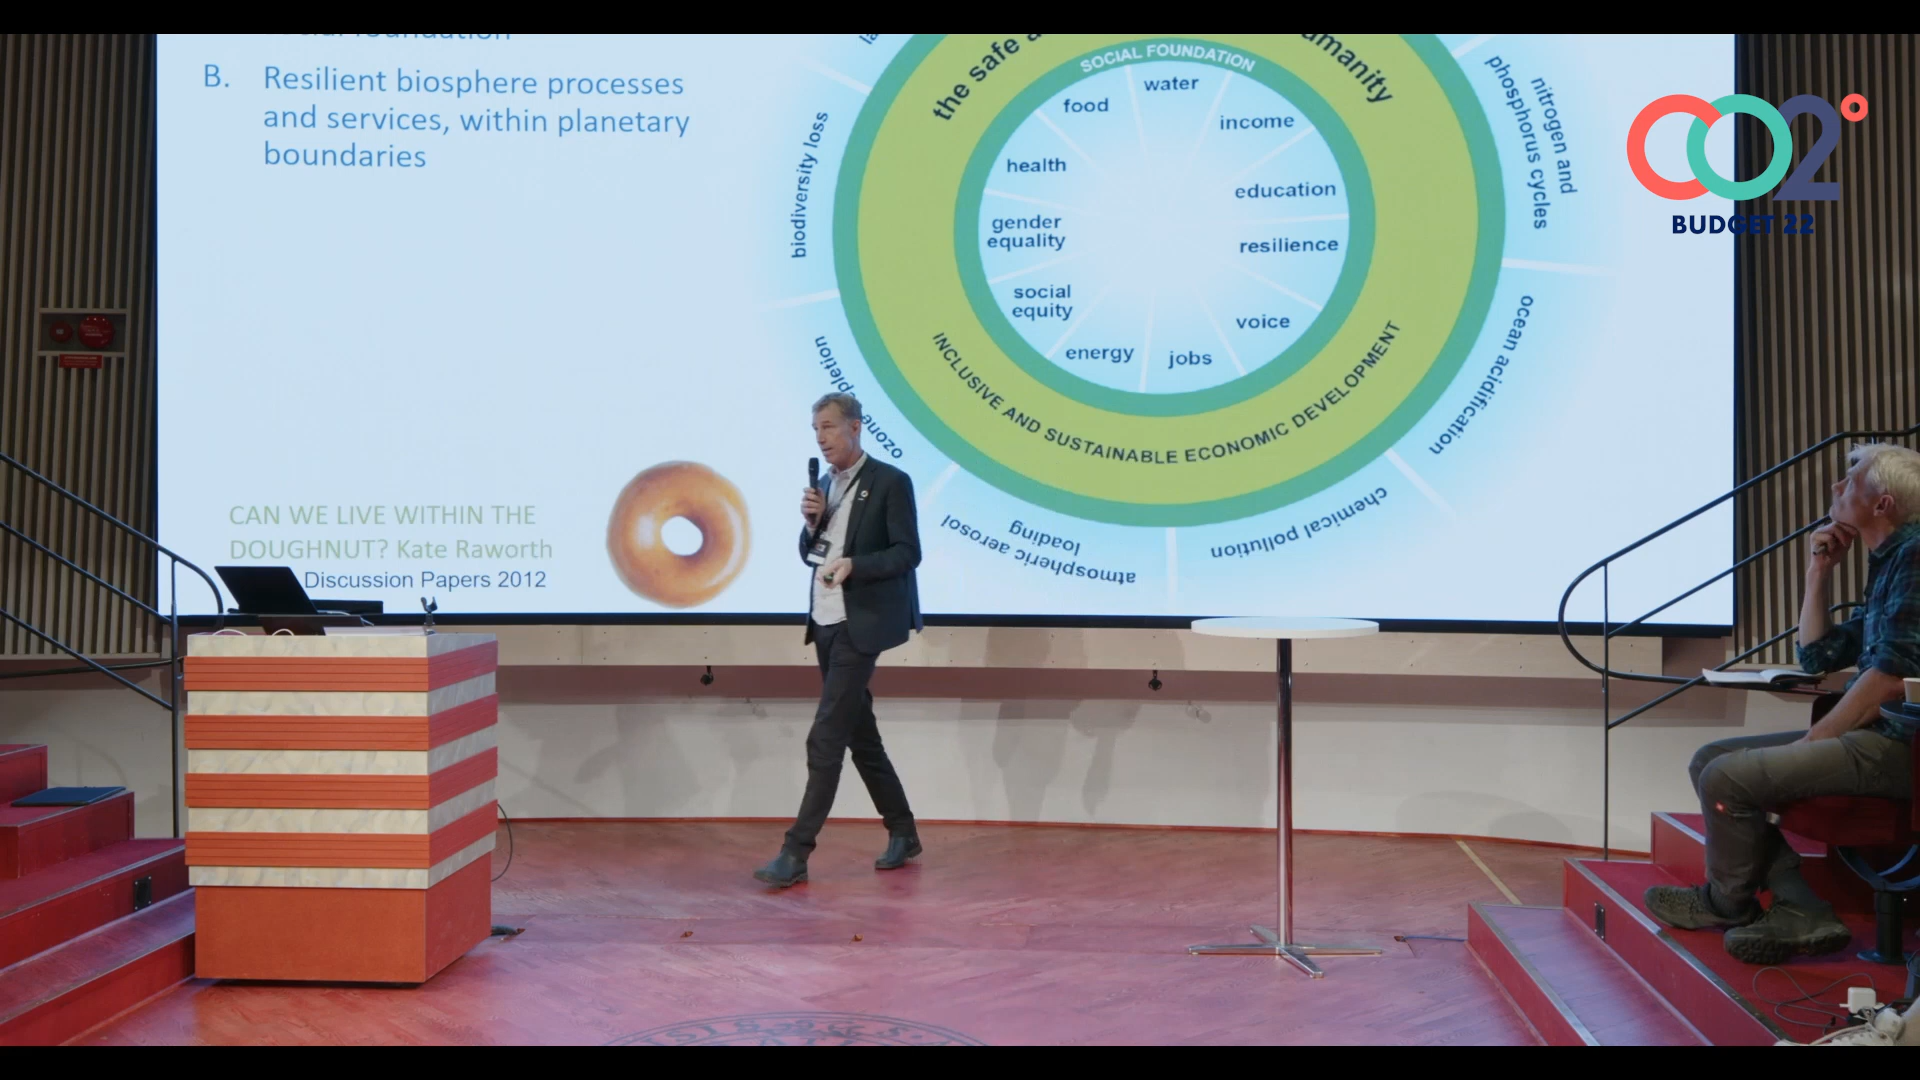 B. Resilient biosphere processes
and services, within planetary
boundaries
CAN WE LIVE WITHIN THE
DOUGHNUT? Kate Raworth
Discussion Papers 2012
the safe
umanity
SOCIAL FOUNDATION
water
food
income
health
education
gender
equality
resilience
social
equity
voice
energy
jobs
INCLUSIVE AND SUSTAINABLE ECONOMIC DEVELOPMENT
biodiversity loss
nitrogen and
phosphorus cycles
ocean acidification
chemical pollution
atmospheric aerosol
loading
ozone
pletion
CO2°
BUDGET 22